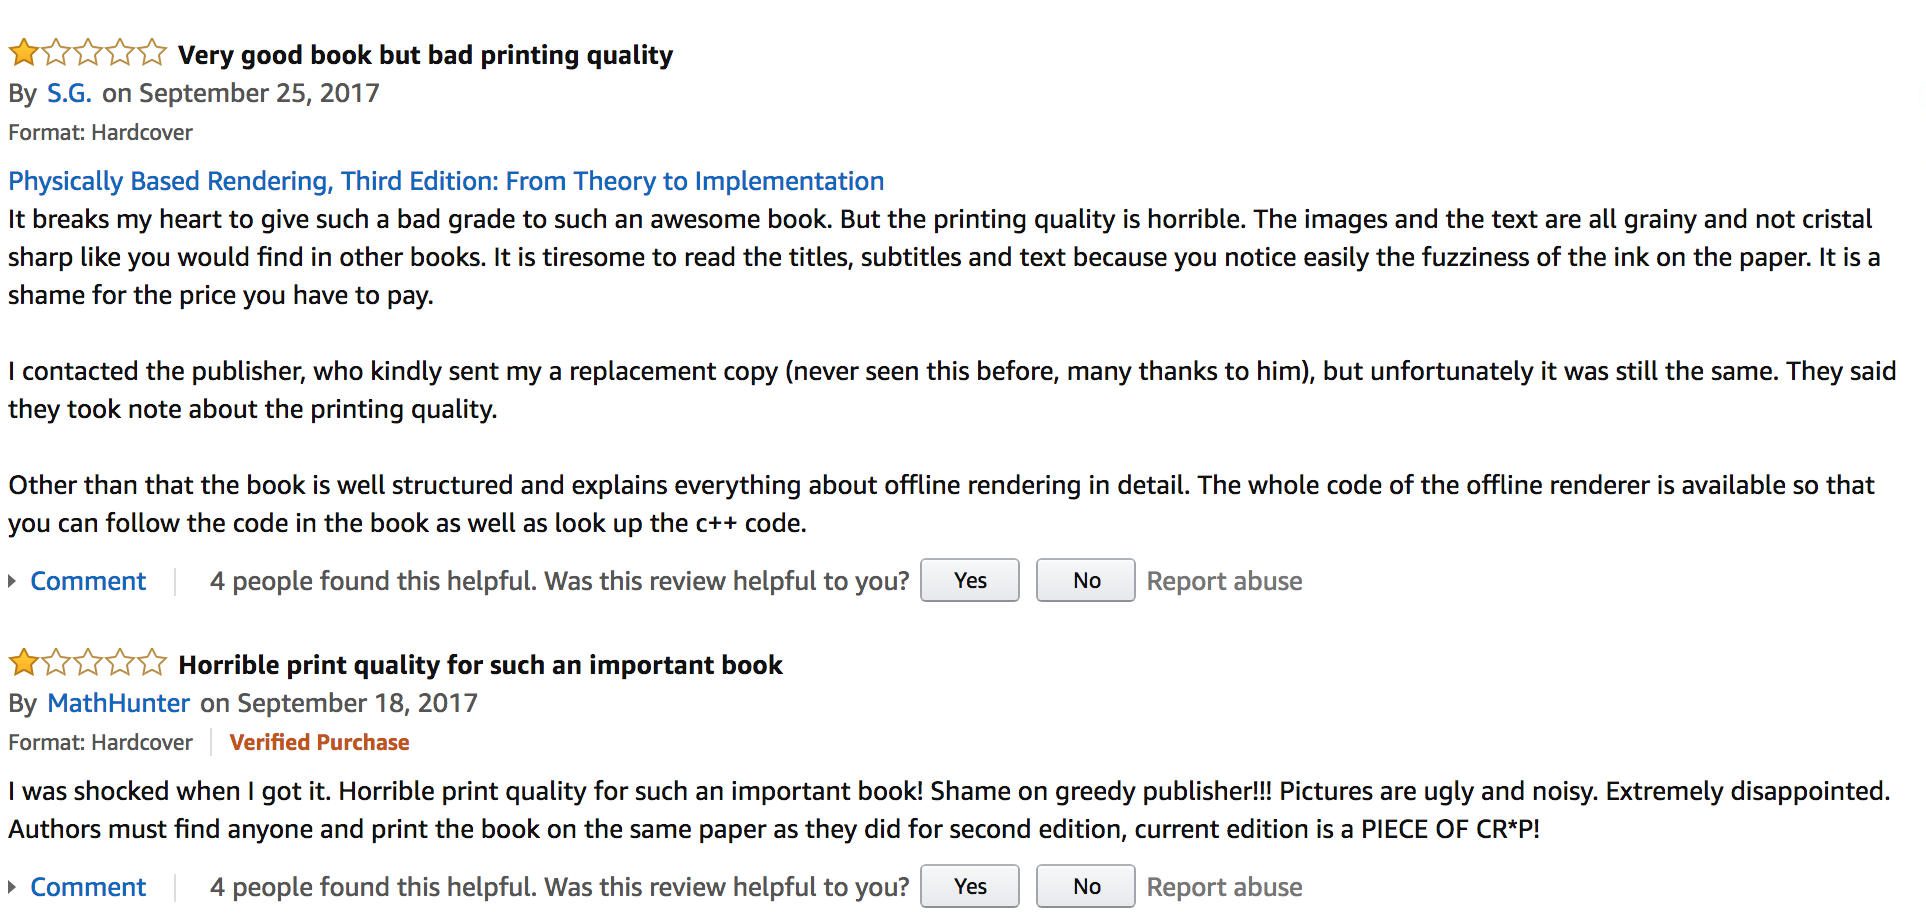 Very good book but bad printing quality
By S.G. on September 25, 2017
Format: Hardcover
Physically Based Rendering, Third Edition: From Theory to Implementation
It breaks my heart to give such a bad grade to such an awesome book. But the printing quality is horrible. The images and the text are all grainy and not cristal
sharp like you would find in other books. It is tiresome to read the titles, subtitles and text because you notice easily the fuzziness of the ink on the paper. It is a
shame for the price you have to pay.
I contacted the publisher, who kindly sent my a replacement copy (never seen this before, many thanks to him), but unfortunately it was still the same. They said
they took note about the printing quality.
Other than that the book is well structured and explains everything about offline rendering in detail. The whole code of the offline renderer is available so that
you can follow the code in the book as well as look up the c++ code.
Comment 4 people found this helpful. Was this review helpful to you? Yes No Report abuse
Horrible print quality for such an important book
By MathHunter on September 18, 2017
Format: Hardcover Verified Purchase
I was shocked when I got it. Horrible print quality for such an important book! Shame on greedy publisher!!! Pictures are ugly and noisy. Extremely disappointed.
Authors must find anyone and print the book on the same paper as they did for second edition, current edition is a PIECE OF CR*P!
Comment 4 people found this helpful. Was this review helpful to you? Yes No Report abuse